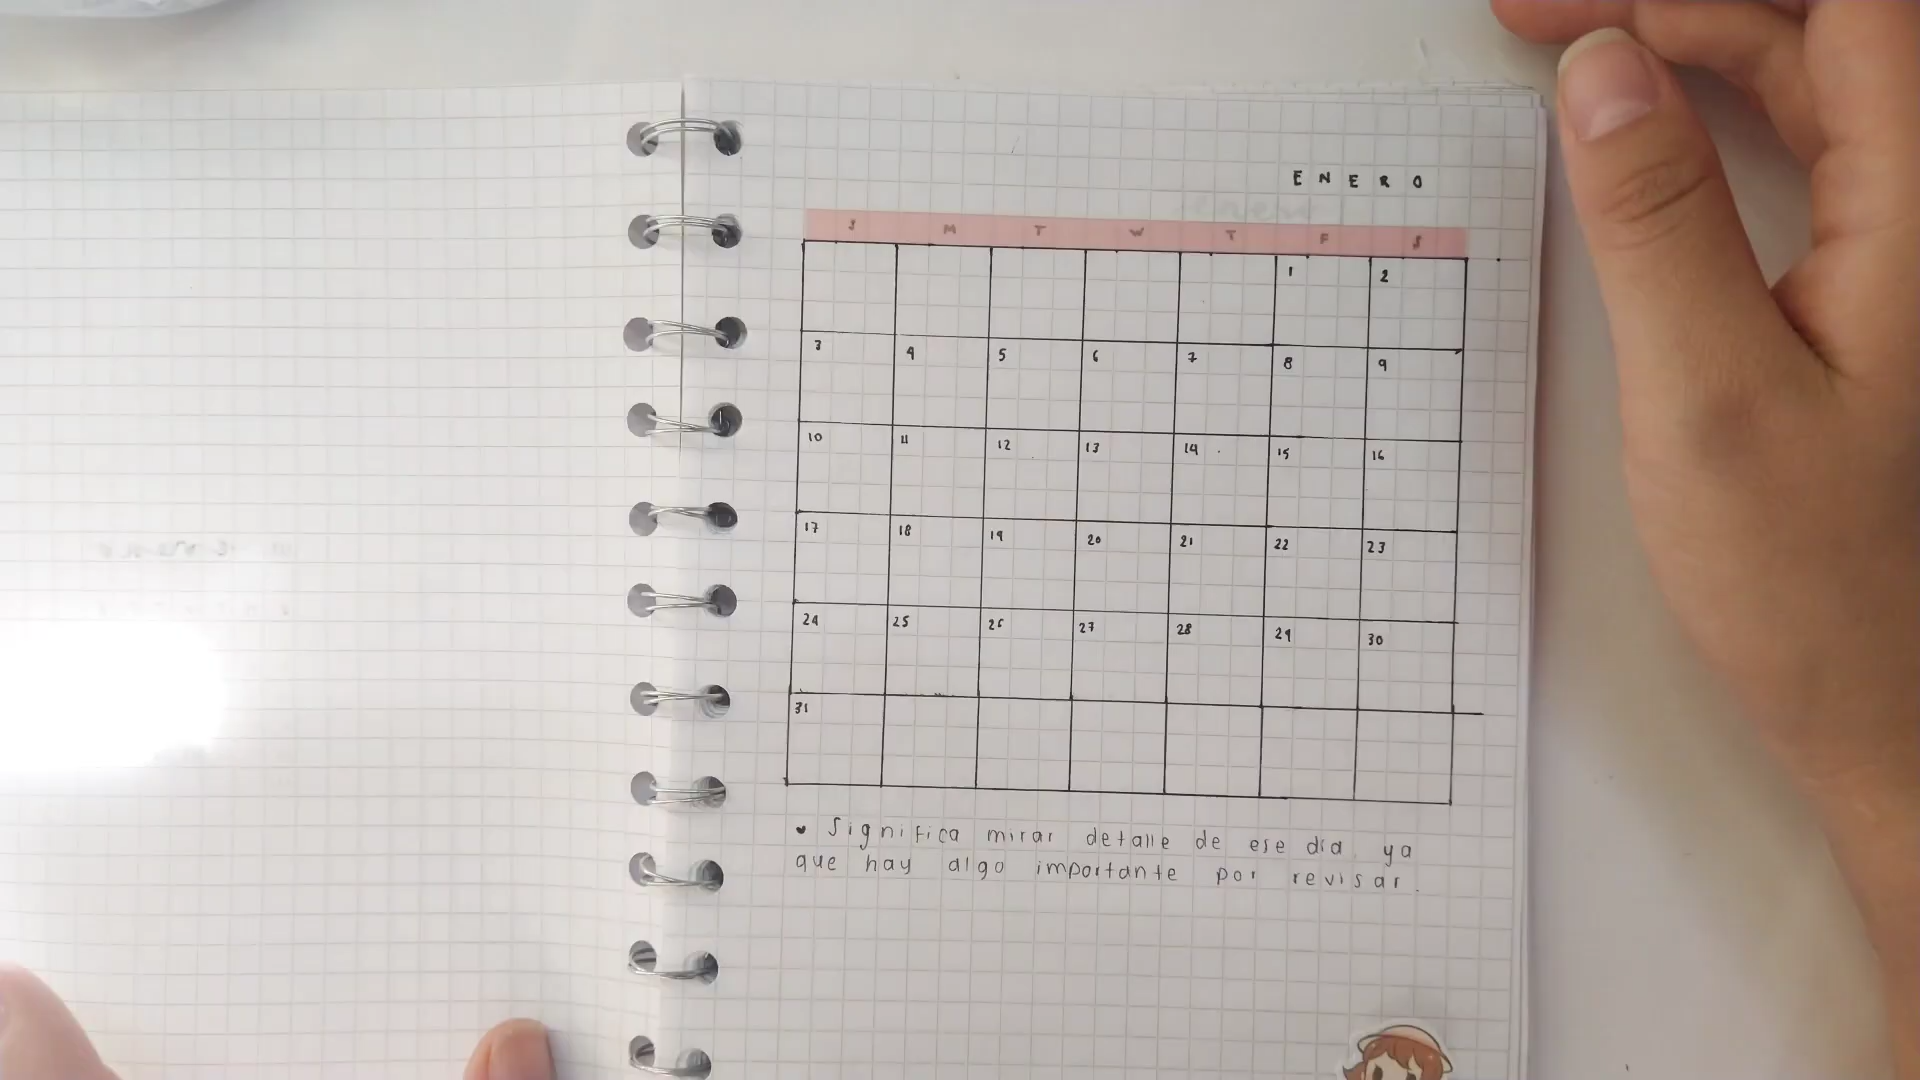 E N E R O
S M T W T F S
1 2
3 4 5 6 7 8 9
10 11 12 13 14 15 16
17 18 19 20 21 22 23
24 25 26 27 28 29 30
31
Significa mirar detalle de ese día, ya
que hay algo importante por revisar.